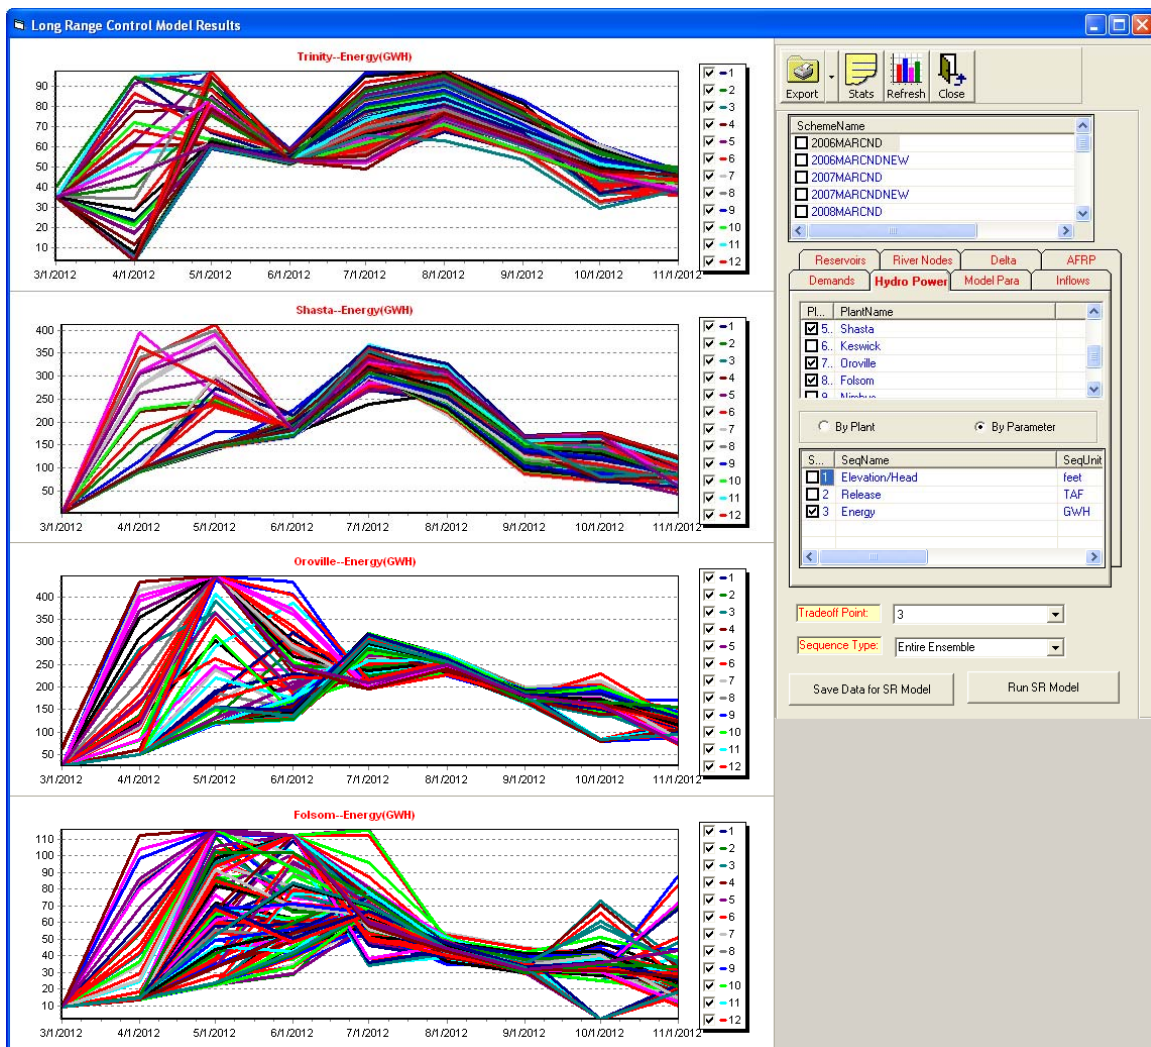 Long Range Control Model Results
Trinity--Energy(GWH)
90
80
70
60
50
40
30
20
10
3/1/2012 4/1/2012 5/1/2012 6/1/2012 7/1/2012 8/1/2012 9/1/2012 10/1/2012 11/1/2012
1
2
3
4
5
6
7
8
9
10
11
12
Shasta--Energy(GWH)
400
350
300
250
200
150
100
50
3/1/2012 4/1/2012 5/1/2012 6/1/2012 7/1/2012 8/1/2012 9/1/2012 10/1/2012 11/1/2012
1
2
3
4
5
6
7
8
9
10
11
12
Oroville--Energy(GWH)
400
350
300
250
200
150
100
50
3/1/2012 4/1/2012 5/1/2012 6/1/2012 7/1/2012 8/1/2012 9/1/2012 10/1/2012 11/1/2012
1
2
3
4
5
6
7
8
9
10
11
12
Folsom--Energy(GWH)
110
100
90
80
70
60
50
40
30
20
10
3/1/2012 4/1/2012 5/1/2012 6/1/2012 7/1/2012 8/1/2012 9/1/2012 10/1/2012 11/1/2012
1
2
3
4
5
6
7
8
9
10
11
12
Export Stats Refresh Close
SchemeName
2006MARCND
2006MARCNDNEW
2007MARCND
2007MARCNDNEW
2008MARCND
Reservoirs River Nodes Delta AFRP
Demands Hydro Power Model Para Inflows
Pl... PlantName
5.. Shasta
6.. Keswick
7.. Oroville
8.. Folsom
9.. Nimbus
By Plant By Parameter
S... SeqName SeqUnit
1 Elevation/Head feet
2 Release TAF
3 Energy GWH
Tradeoff Point: 3
Sequence Type: Entire Ensemble
Save Data for SR Model Run SR Model